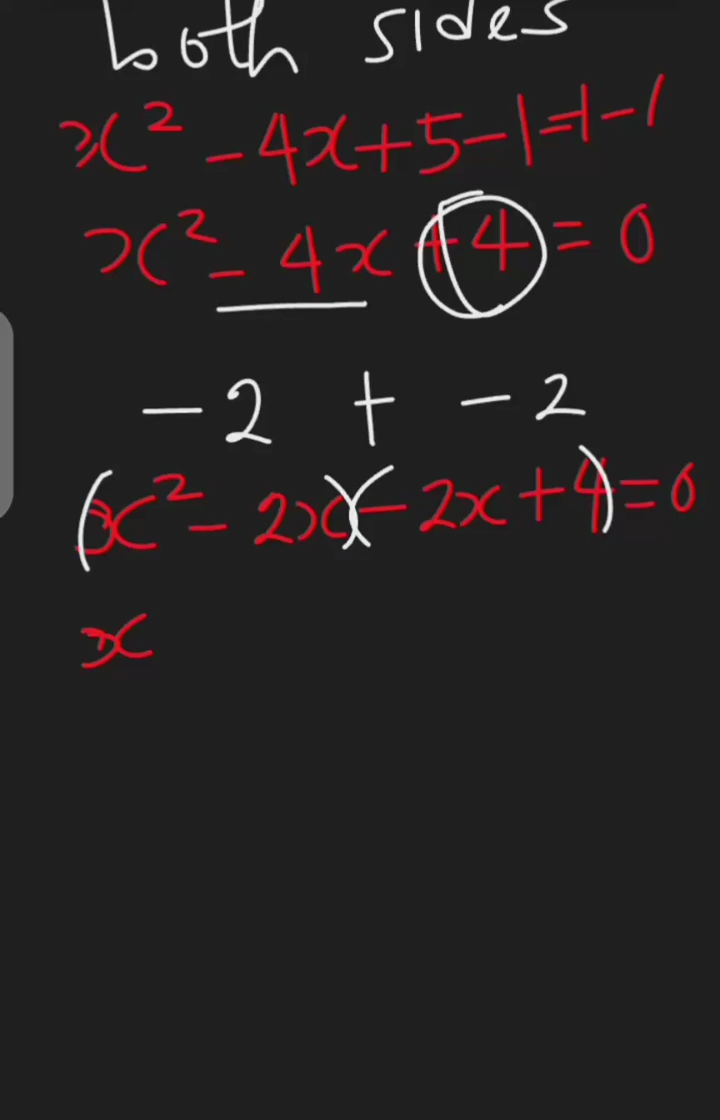 both sides
x² - 4x + 5 - 1 = 1 - 1
x² - 4x + 4 = 0
- 2 + - 2
(x² - 2x)(- 2x + 4) = 0
x